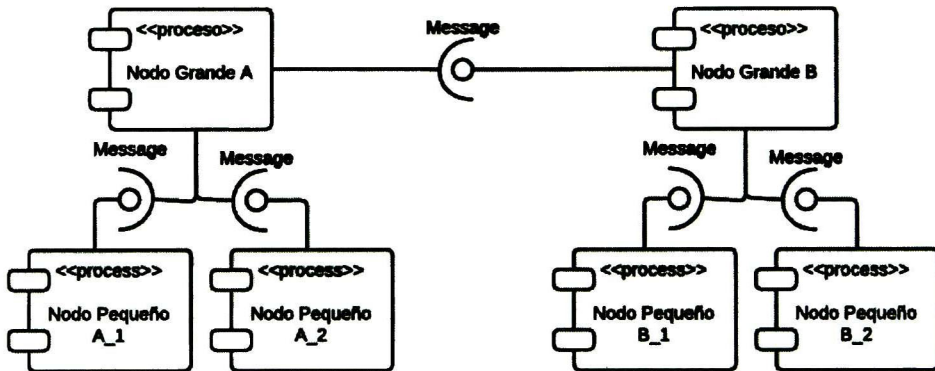 <<proceso>>
Nodo Grande A
Message
<<proceso>>
Nodo Grande B
Message
Message
Message
Message
<<process>>
Nodo Pequeño
A_1
<<process>>
Nodo Pequeño
A_2
<<process>>
Nodo Pequeño
B_1
<<process>>
Nodo Pequeño
B_2